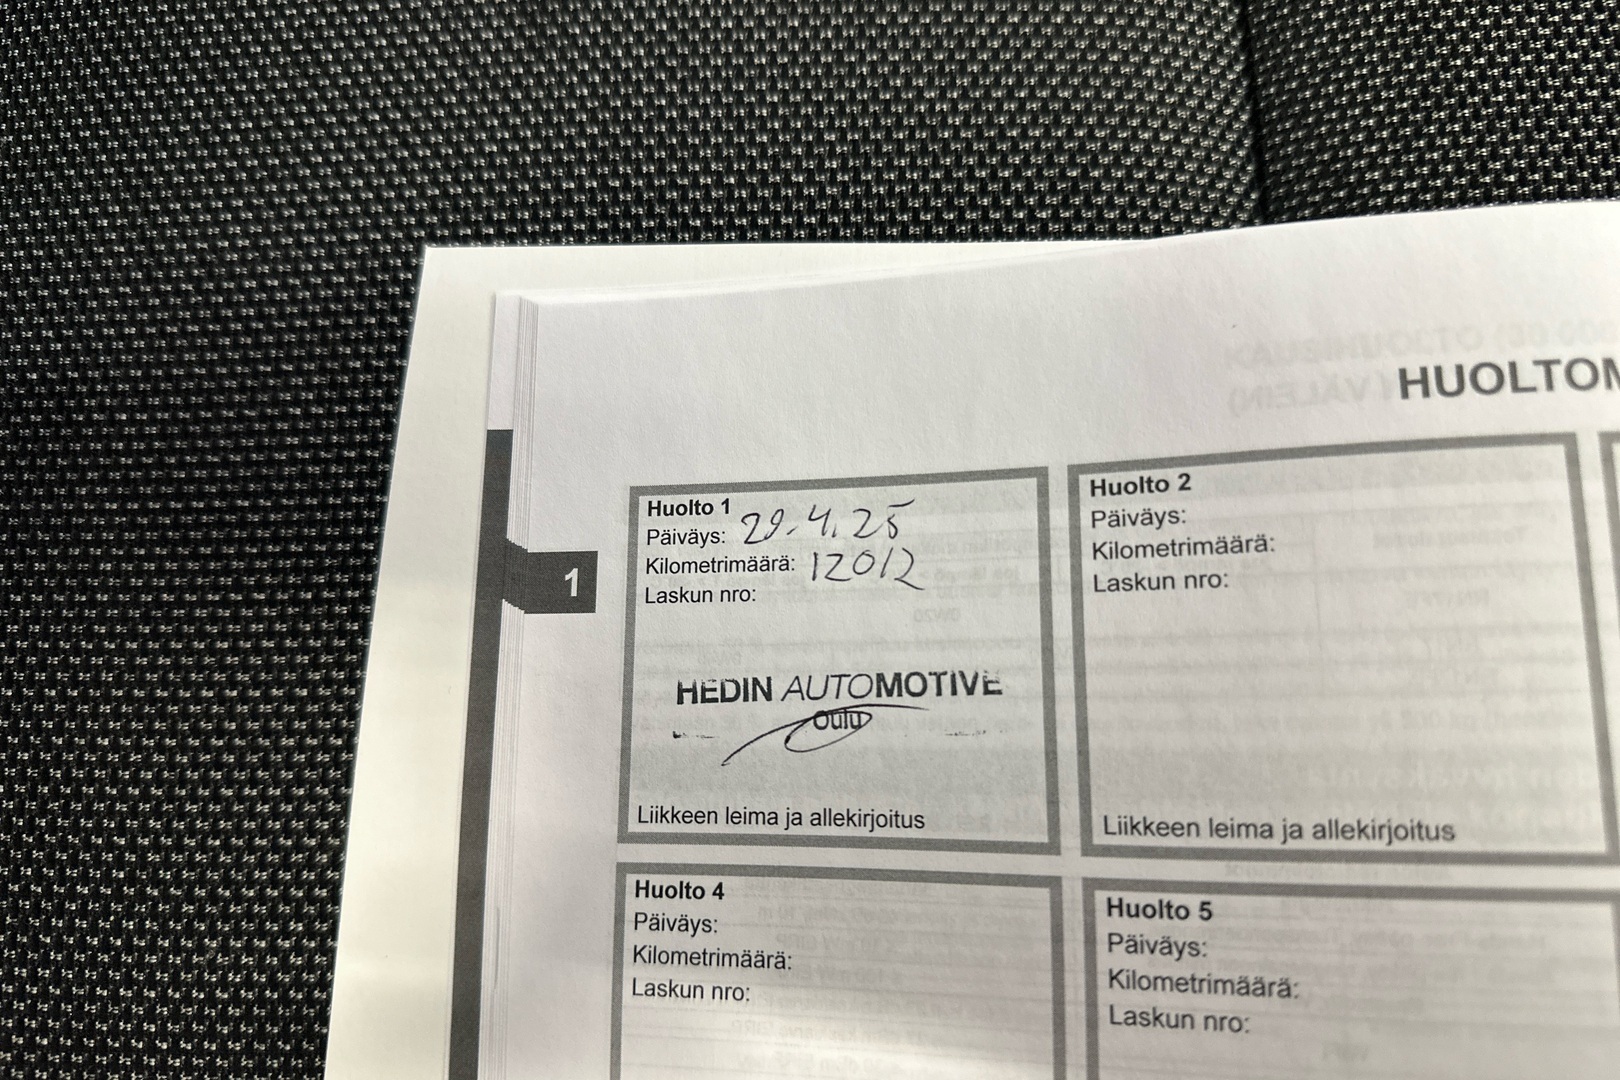 HUOLTOM
1
Huolto 1
Päiväys: 29.4.25
Kilometrimäärä: 12012
Laskun nro:
HEDIN AUTOMOTIVE
Oulu
Liikkeen leima ja allekirjoitus
Huolto 2
Päiväys:
Kilometrimäärä:
Laskun nro:
Liikkeen leima ja allekirjoitus
Huolto 4
Päiväys:
Kilometrimäärä:
Laskun nro:
Huolto 5
Päiväys:
Kilometrimäärä:
Laskun nro: